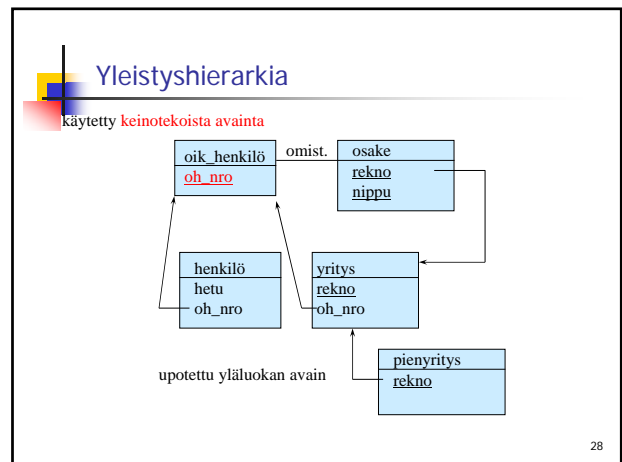 Yleistyshierarkia
käytetty keinotekoista avainta
oik_henkilö
oh_nro
omist.
osake
rekno
nippu
henkilö
hetu
oh_nro
yritys
rekno
oh_nro
upotettu yläluokan avain
pienyritys
rekno
28